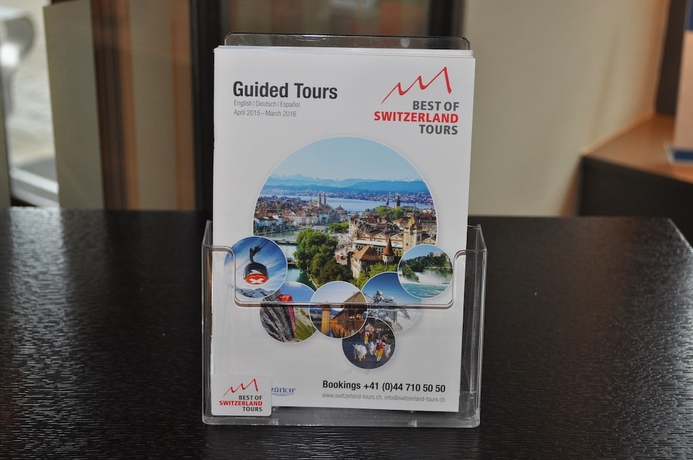 Guided Tours
English | Deutsch | Español
April 2015 – March 2016
BEST OF
SWITZERLAND
TOURS
BEST OF
SWITZERLAND
TOURS
zürich
Bookings +41 (0)44 710 50 50
www.switzerland-tours.ch, info@switzerland-tours.ch